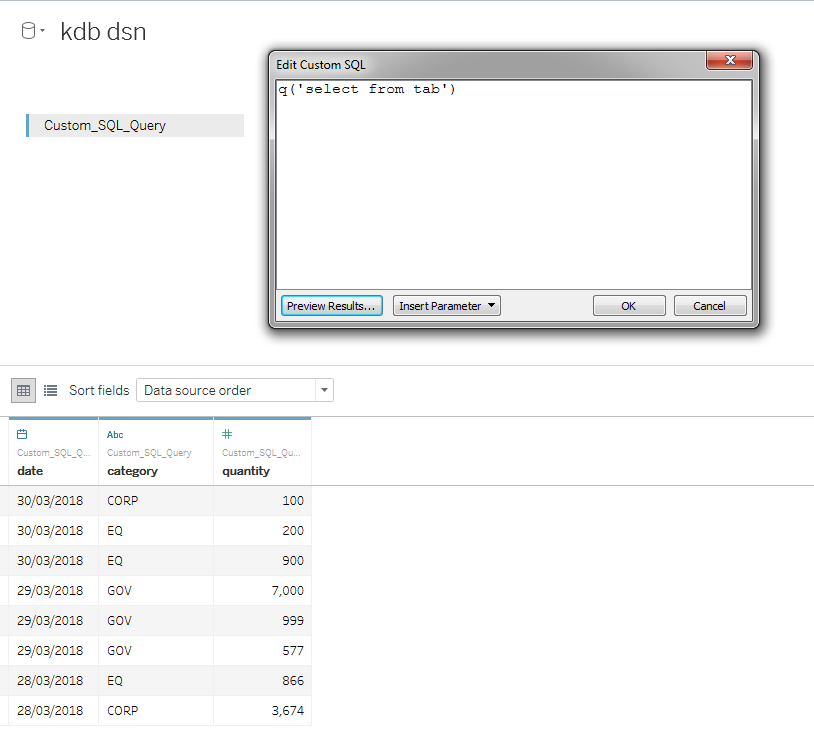 kdb dsn
Edit Custom SQL
q('select from tab')
Custom_SQL_Query
Preview Results...
Insert Parameter
OK
Cancel
Sort fields
Data source order
Abc
#
Custom_SQL_Q...
Custom_SQL_Query
Custom_SQL_Qu...
date
category
quantity
30/03/2018 CORP 100
30/03/2018 EQ 200
30/03/2018 EQ 900
29/03/2018 GOV 7,000
29/03/2018 GOV 999
29/03/2018 GOV 577
28/03/2018 EQ 866
28/03/2018 CORP 3,674